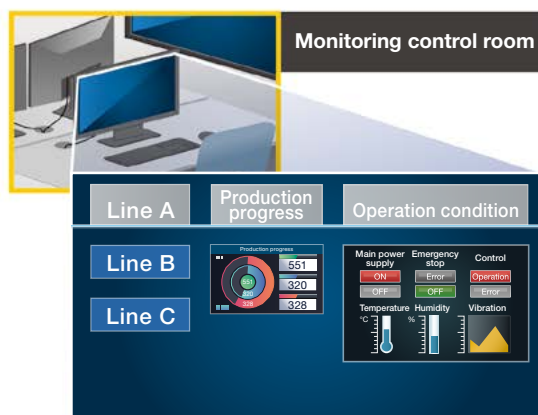 Monitoring control room
Line A
Production
progress
Operation condition
Line B
Line C
Production progress
551
320
328
551
320
328
Main power
supply
Emergency
stop
Control
ON
Error
Operation
OFF
OFF
Error
Temperature
Humidity
Vibration
°C
%